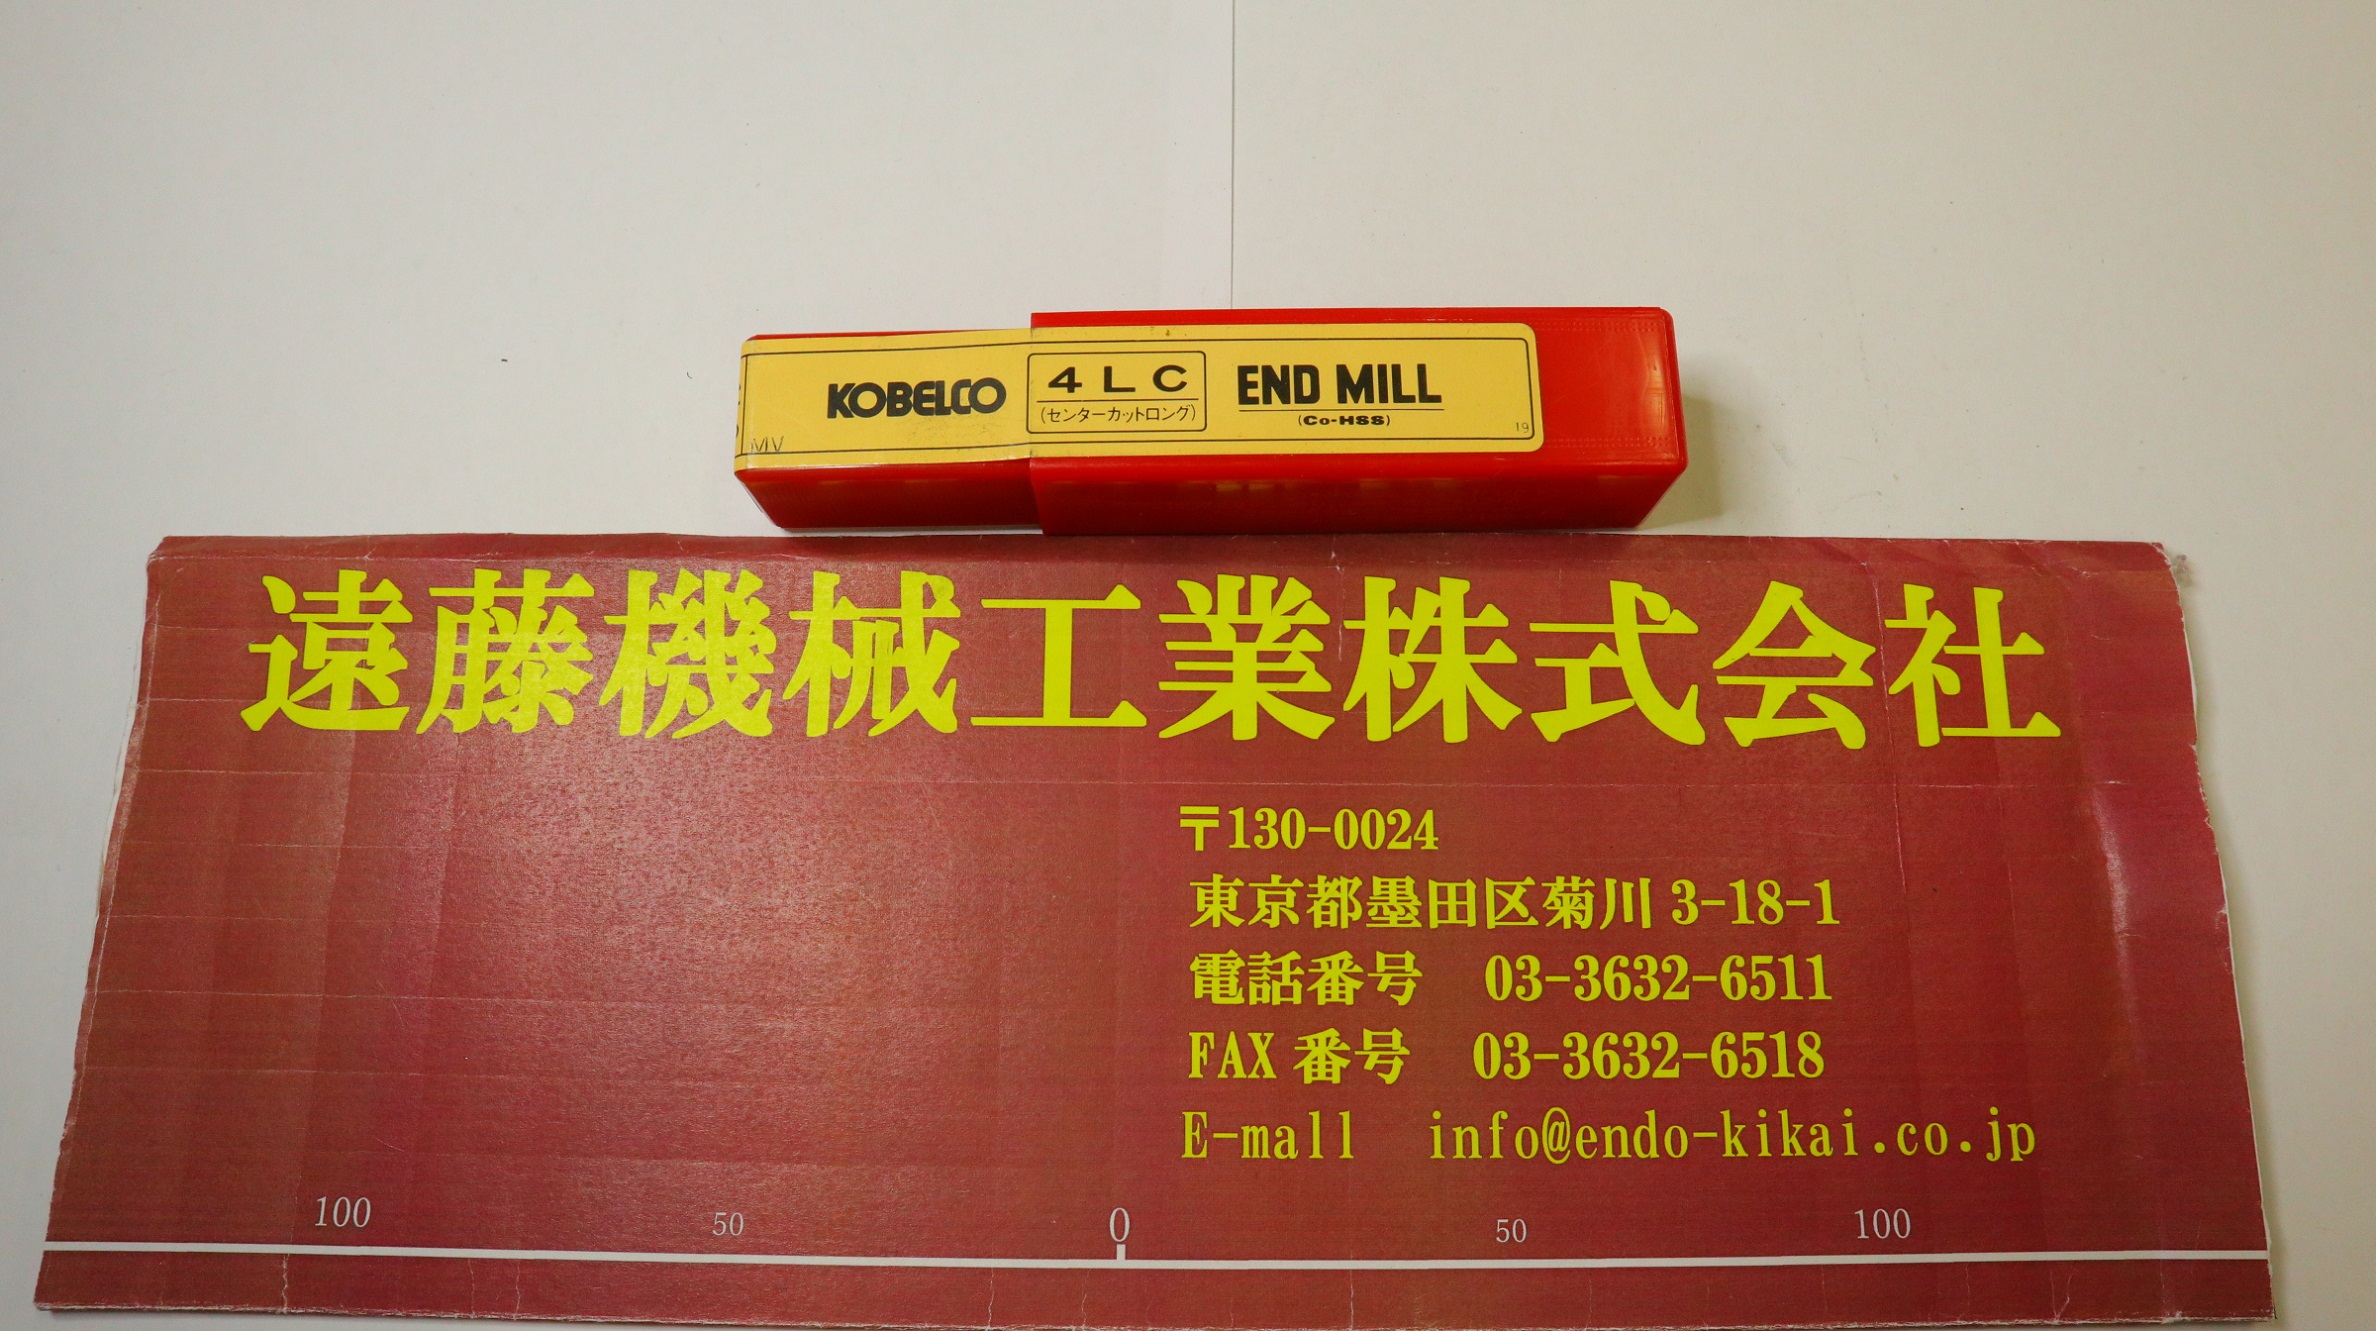 KOBELCO
4LC
(センターカットロング)
END MILL
(Co-HSS)
MV
19
遠藤機械工業株式会社
〒130-0024
東京都墨田区菊川 3-18-1
電話番号 03-3632-6511
FAX 番号 03-3632-6518
E-mall info@endo-kikai.co.jp
100 50 0 50 100